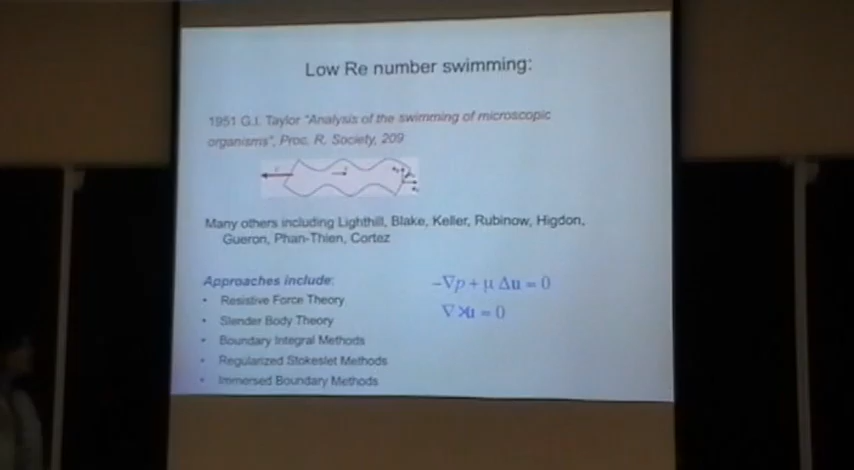 Low Re number swimming:
1951 G.I. Taylor "Analysis of the swimming of microscopic
organisms", Proc. R. Society, 209
Many others including Lighthill, Blake, Keller, Rubinow, Higdon,
Gueron, Phan-Thien, Cortez
Approaches include:
• Resistive Force Theory
• Slender Body Theory
• Boundary Integral Methods
• Regularized Stokeslet Methods
• Immersed Boundary Methods
−∇p + μ Δu = 0
∇×u = 0